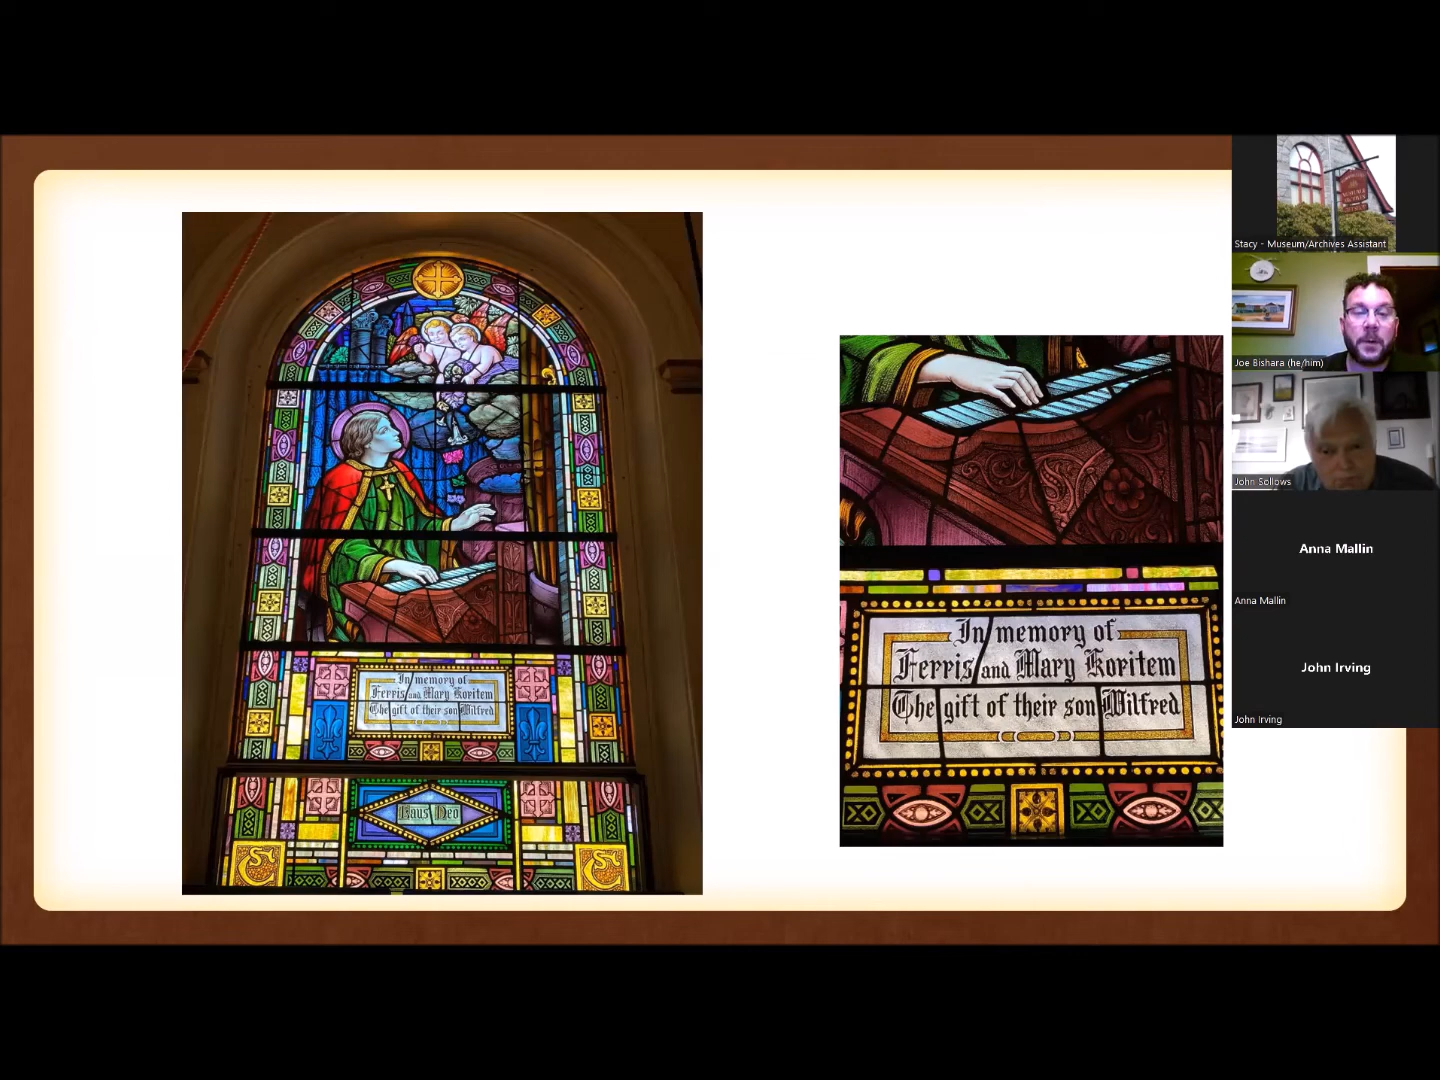 In memory of
Ferris and Mary Koritem
The gift of their son Wilfred
Laus Deo
S C
S C
In memory of
Ferris and Mary Koritem
The gift of their son Wilfred
Stacy - Museum/Archives Assistant
Joe Bishara (he/him)
John Sollows
Anna Mallin
Anna Mallin
John Irving
John Irving